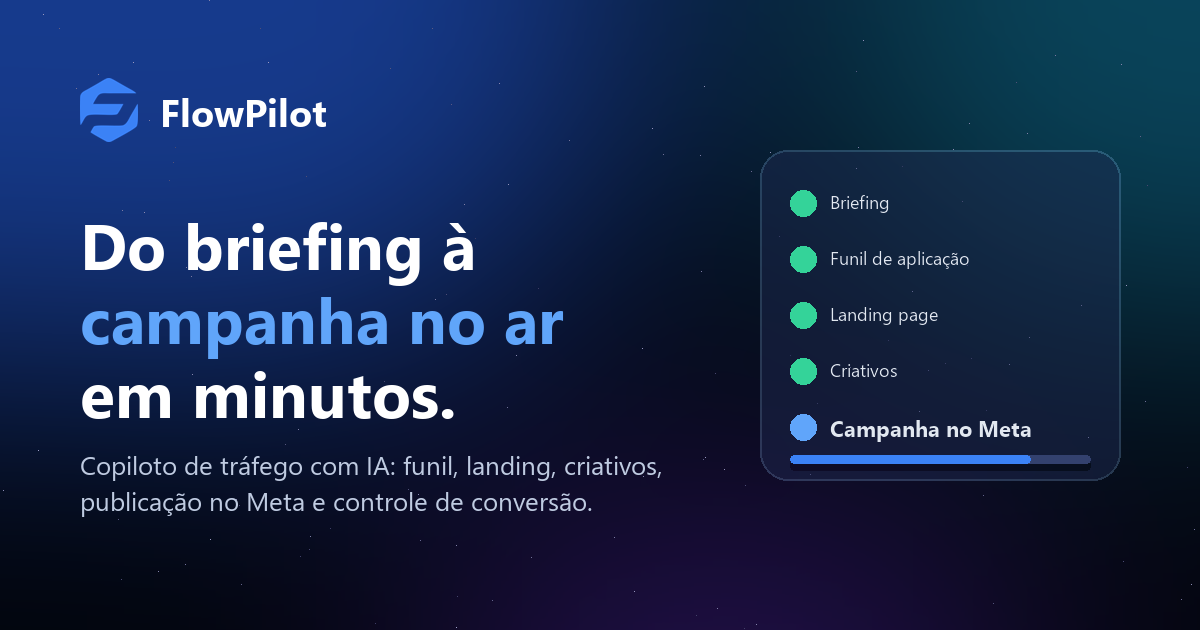 FlowPilot
Do briefing à
campanha no ar
em minutos.
Copiloto de tráfego com IA: funil, landing, criativos,
publicação no Meta e controle de conversão.
Briefing
Funil de aplicação
Landing page
Criativos
Campanha no Meta